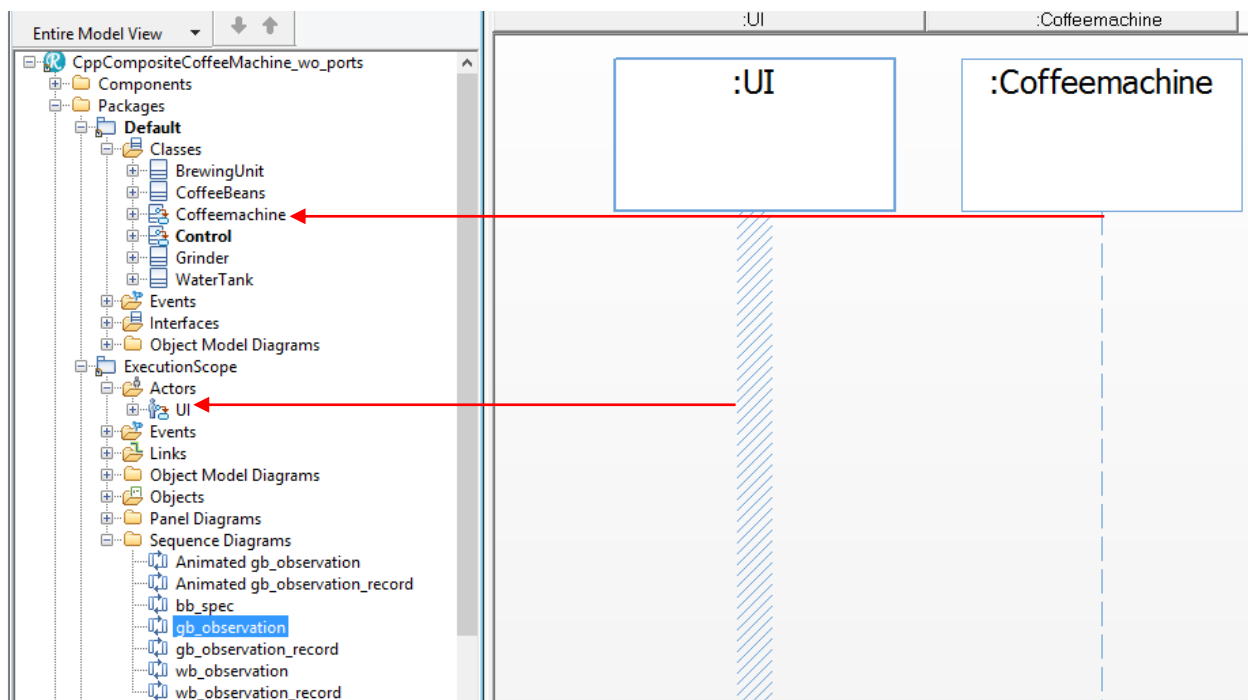 Entire Model View
CppCompositeCoffeeMachine_wo_ports
Components
Packages
Default
Classes
BrewingUnit
CoffeeBeans
Coffeemachine
Control
Grinder
WaterTank
Events
Interfaces
Object Model Diagrams
ExecutionScope
Actors
UI
Events
Links
Object Model Diagrams
Objects
Panel Diagrams
Sequence Diagrams
Animated gb_observation
Animated gb_observation_record
bb_spec
gb_observation
gb_observation_record
wb_observation
wb_observation_record
:UI :Coffeemachine
:UI :Coffeemachine